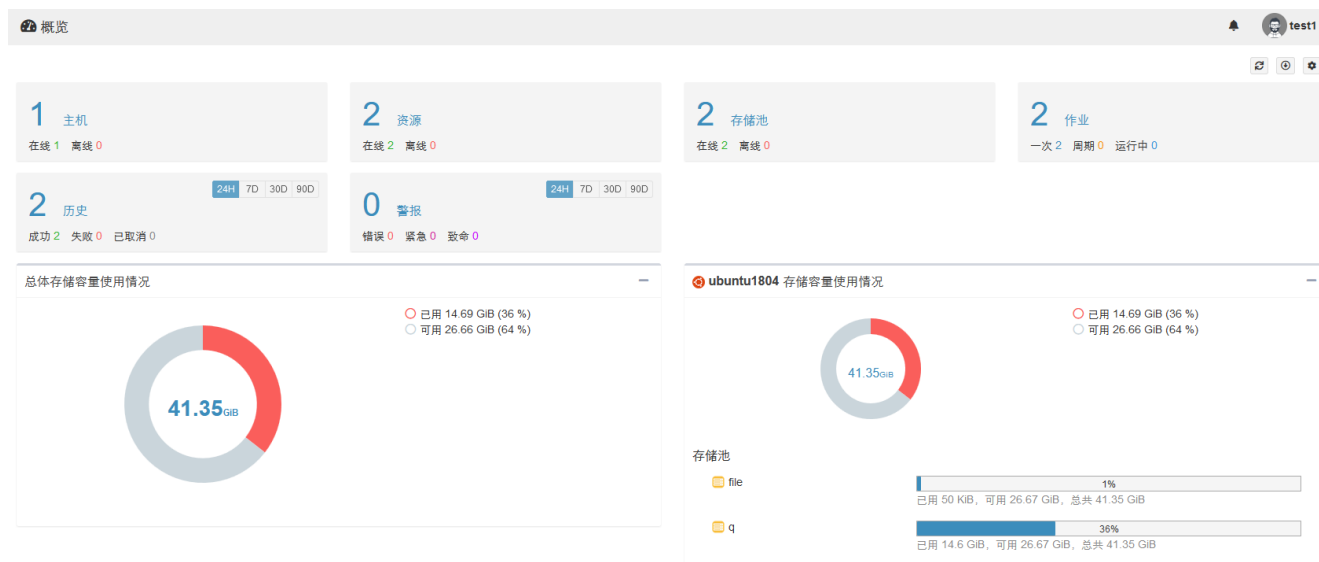 概览
test1
1 主机
在线 1 离线 0
2 资源
在线 2 离线 0
2 存储池
在线 2 离线 0
2 作业
一次 2 周期 0 运行中 0
24H 7D 30D 90D
2 历史
成功 2 失败 0 已取消 0
24H 7D 30D 90D
0 警报
错误 0 紧急 0 致命 0
总体存储容量使用情况
已用 14.69 GiB (36 %)
可用 26.66 GiB (64 %)
41.35GiB
ubuntu1804 存储容量使用情况
已用 14.69 GiB (36 %)
可用 26.66 GiB (64 %)
41.35GiB
存储池
file
1%
已用 50 KiB, 可用 26.67 GiB, 总共 41.35 GiB
q
36%
已用 14.6 GiB, 可用 26.67 GiB, 总共 41.35 GiB